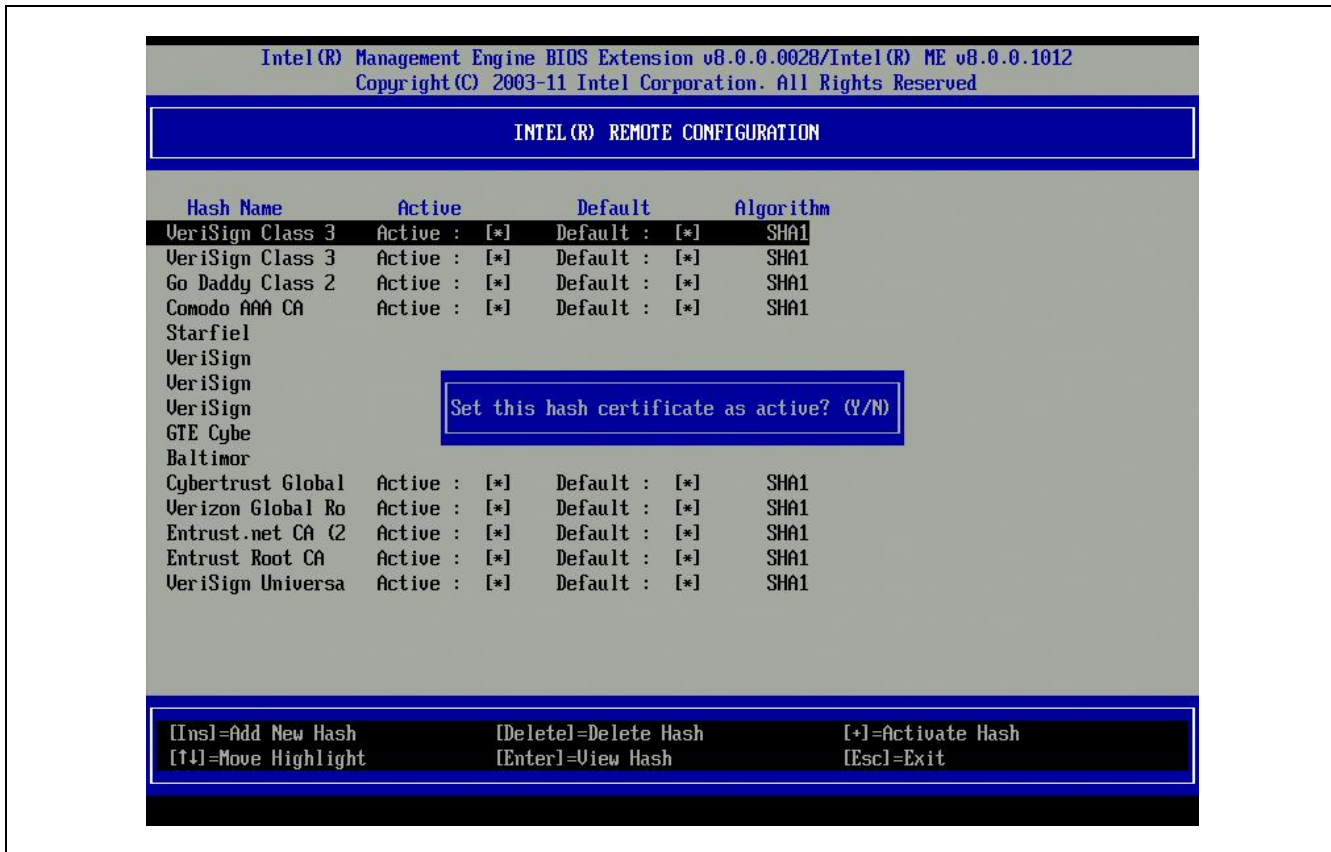 Intel(R) Management Engine BIOS Extension v8.0.0.0028/Intel(R) ME v8.0.0.1012
Copyright(C) 2003-11 Intel Corporation. All Rights Reserved
INTEL(R) REMOTE CONFIGURATION
Hash Name Active Default Algorithm
VeriSign Class 3 Active : [*] Default : [*] SHA1
VeriSign Class 3 Active : [*] Default : [*] SHA1
Go Daddy Class 2 Active : [*] Default : [*] SHA1
Comodo AAA CA Active : [*] Default : [*] SHA1
Starfiel
VeriSign
VeriSign
VeriSign
GTE Cybe
Baltimor
Set this hash certificate as active? (Y/N)
Cybertrust Global Active : [*] Default : [*] SHA1
Verizon Global Ro Active : [*] Default : [*] SHA1
Entrust.net CA (2 Active : [*] Default : [*] SHA1
Entrust Root CA Active : [*] Default : [*] SHA1
VeriSign Universa Active : [*] Default : [*] SHA1
[Ins]=Add New Hash [Delete]=Delete Hash [+]=Activate Hash
[↑↓]=Move Highlight [Enter]=View Hash [Esc]=Exit